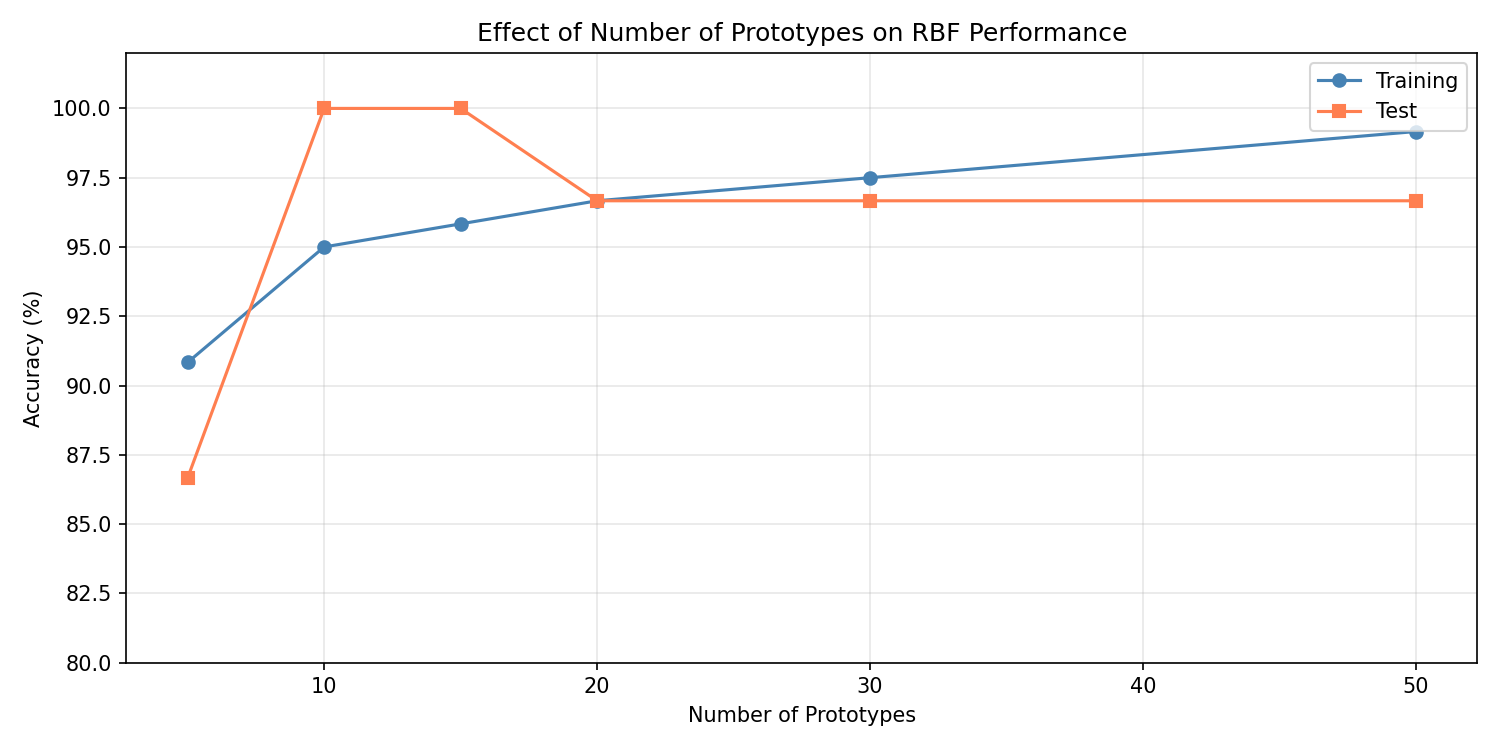 Effect of Number of Prototypes on RBF Performance
Training
Test
Accuracy (%)
100.0
97.5
95.0
92.5
90.0
87.5
85.0
82.5
80.0
10 20 30 40 50
Number of Prototypes